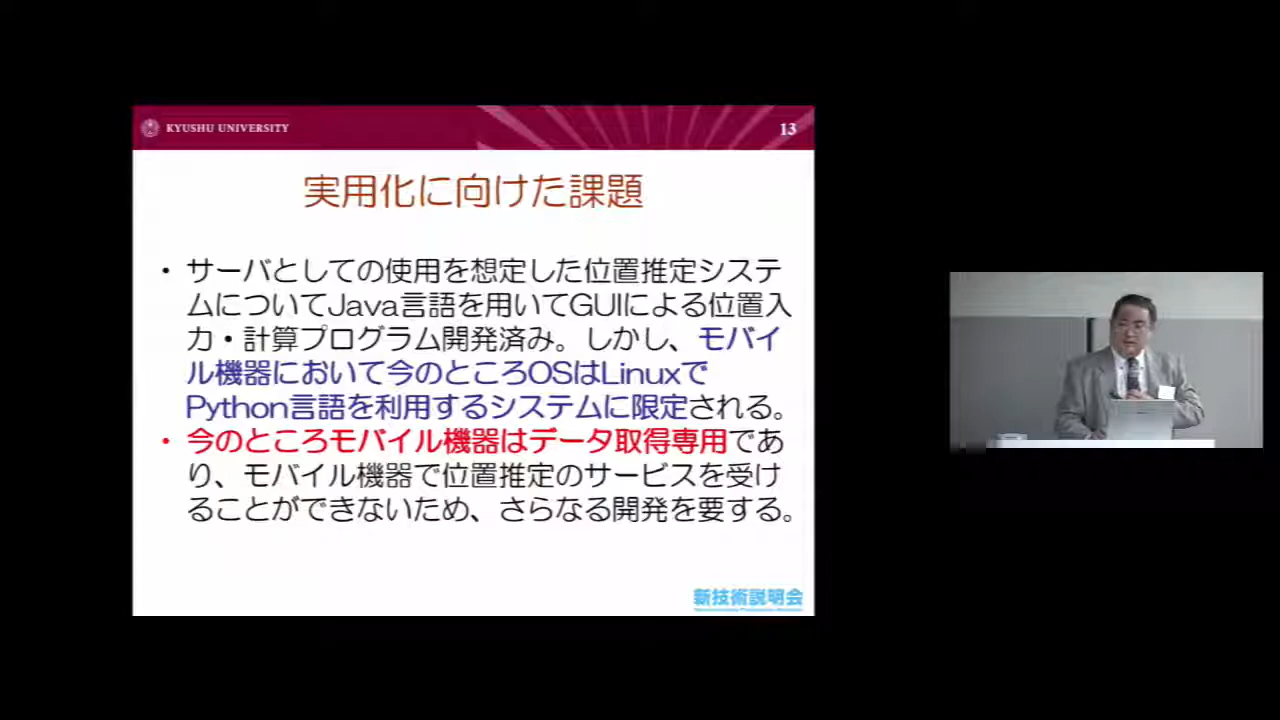 KYUSHU UNIVERSITY
13
実用化に向けた課題
・サーバとしての使用を想定した位置推定システ
ムについてJava言語を用いてGUIによる位置入
力・計算プログラム開発済み。しかし、モバイ
ル機器において今のところOSはLinuxで
Python言語を利用するシステムに限定される。
・今のところモバイル機器はデータ取得専用であ
り、モバイル機器で位置推定のサービスを受け
ることができないため、さらなる開発を要する。
新技術説明会